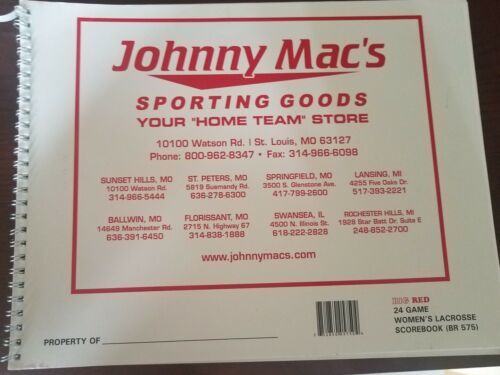 Johnny Mac's
SPORTING GOODS
YOUR "HOME TEAM" STORE
10100 Watson Rd. | St. Louis, MO 63127
Phone: 800-962-8347 • Fax: 314-966-6098
SUNSET HILLS, MO
10100 Watson Rd.
314-966-5444
ST. PETERS, MO
5819 Suemandy Rd.
636-278-6300
SPRINGFIELD, MO
3500 S. Glenstone Ave.
417-799-2600
LANSING, MI
4255 Five Oaks Dr.
517-393-2221
BALLWIN, MO
14649 Manchester Rd.
636-391-6450
FLORISSANT, MO
2715 N. Highway 67
314-838-1888
SWANSEA, IL
4500 N. Illinois St.
618-222-2828
ROCHESTER HILLS, MI
1928 Star Batt Dr. Suite E
248-852-2700
www.johnnymacs.com
PROPERTY OF
BIG RED
24 GAME
WOMEN'S LACROSSE
SCOREBOOK (BR 575)